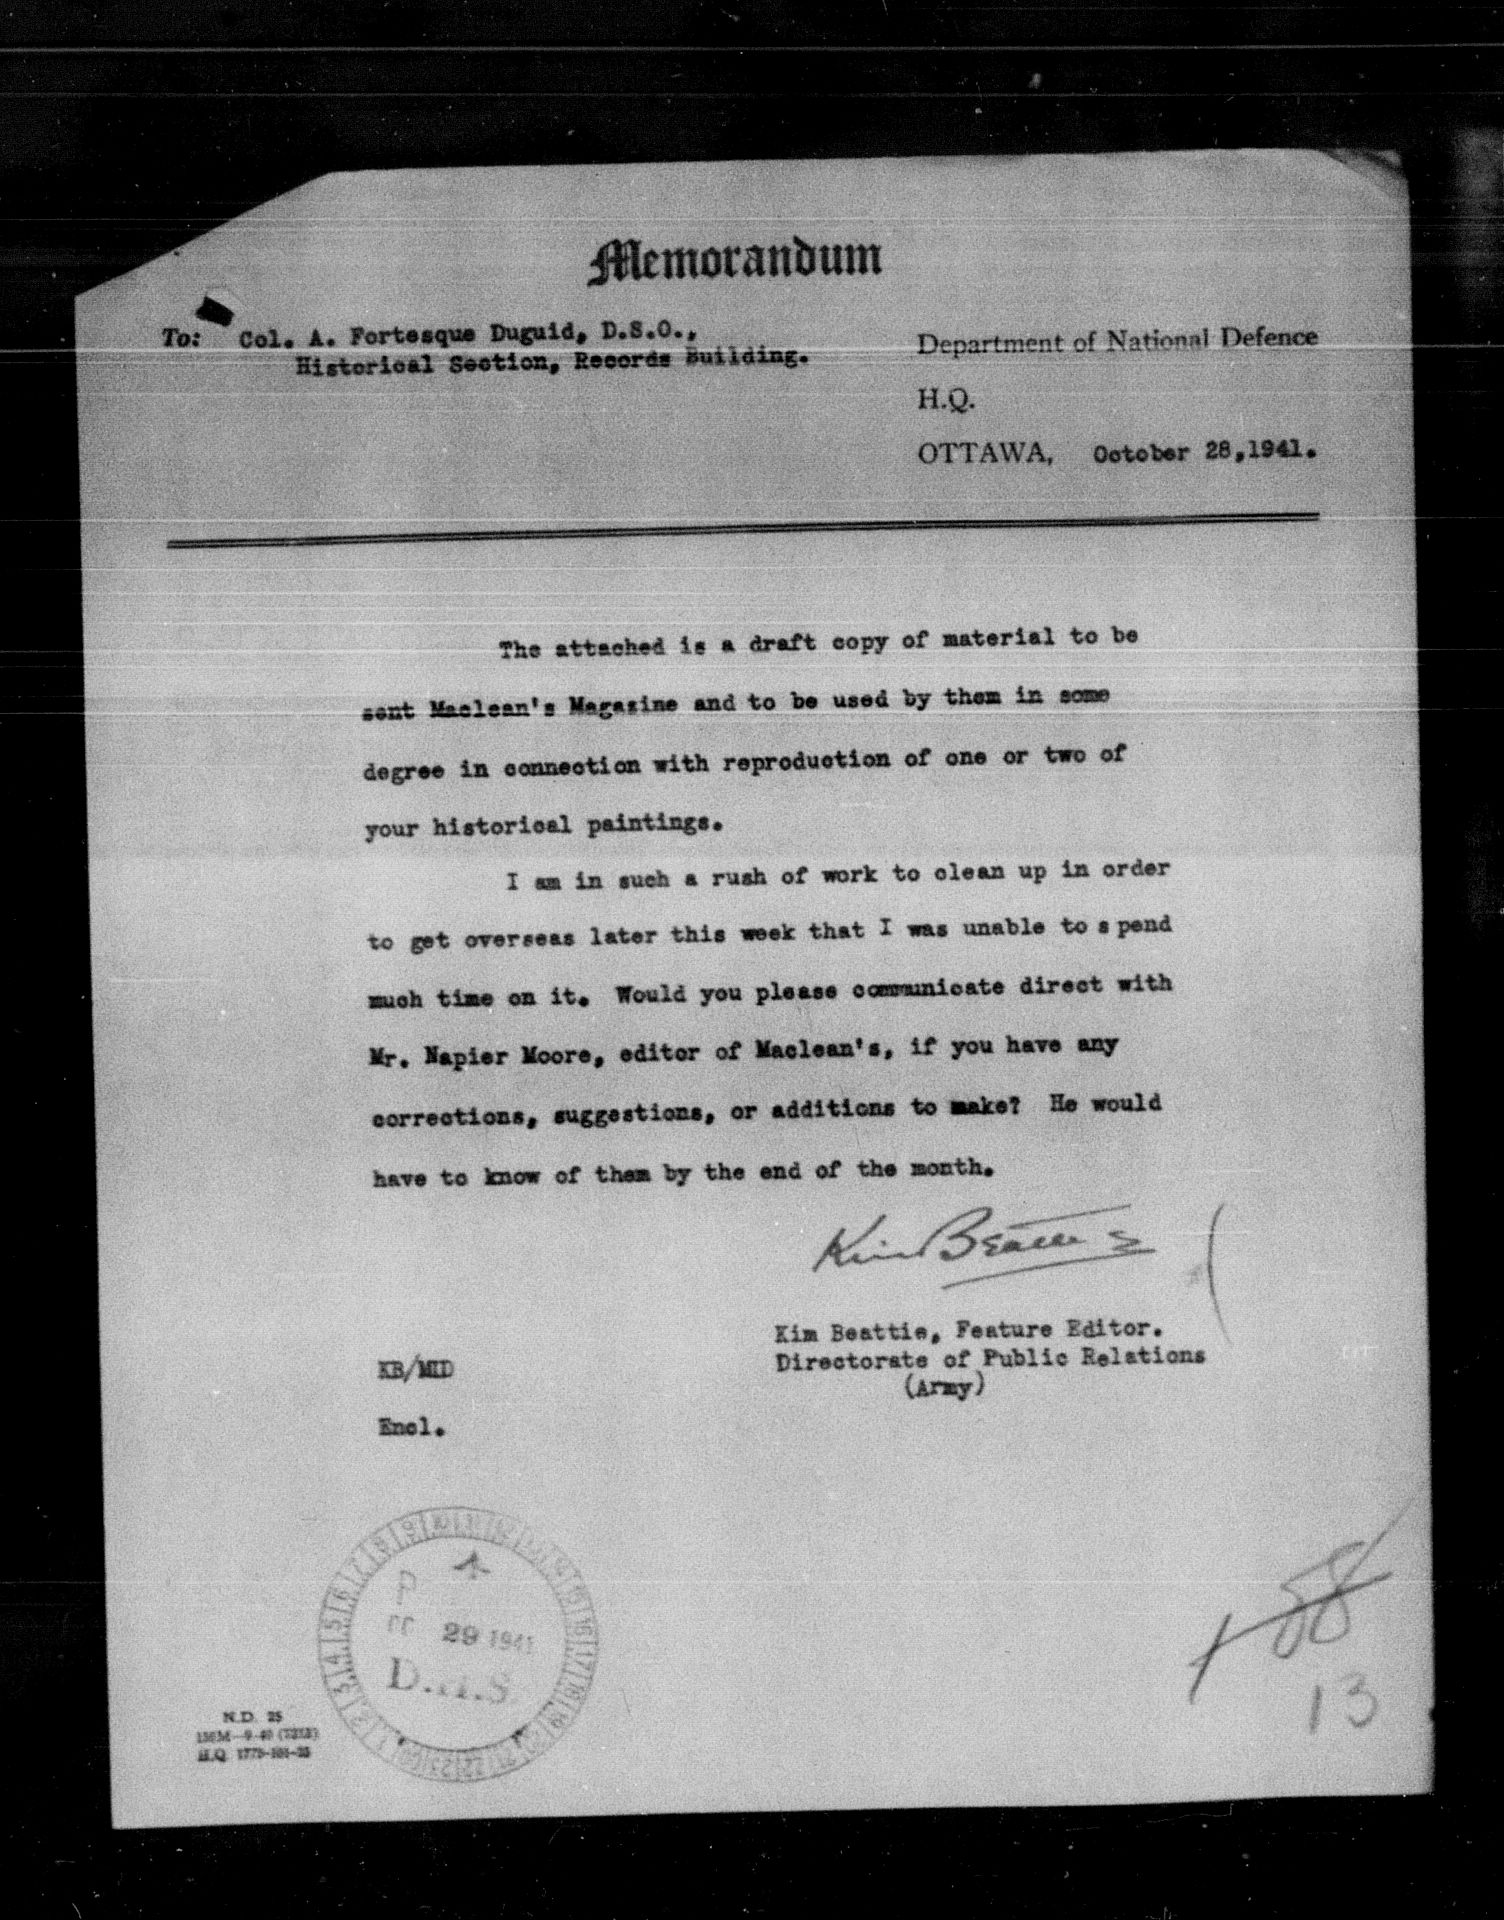 Memorandum
To: Col. A. Fortesque Duguid, D.S.O.,
Historical Section, Records Building.
Department of National Defence
H.Q.
OTTAWA, October 28,1941.
The attached is a draft copy of material to be
sent Maclean's Magazine and to be used by them in some
degree in connection with reproduction of one or two of
your historical paintings.
I am in such a rush of work to clean up in order
to get overseas later this week that I was unable to s pend
much time on it. Would you please communicate direct with
Mr. Napier Moore, editor of Maclean's, if you have any
corrections, suggestions, or additions to make? He would
have to know of them by the end of the month.
Kim Beattie
Kim Beattie, Feature Editor.
Directorate of Public Relations
(Army)
KB/MID
Encl.
29 1941
D.H.S.
88
13
N.D. 25
H.Q.